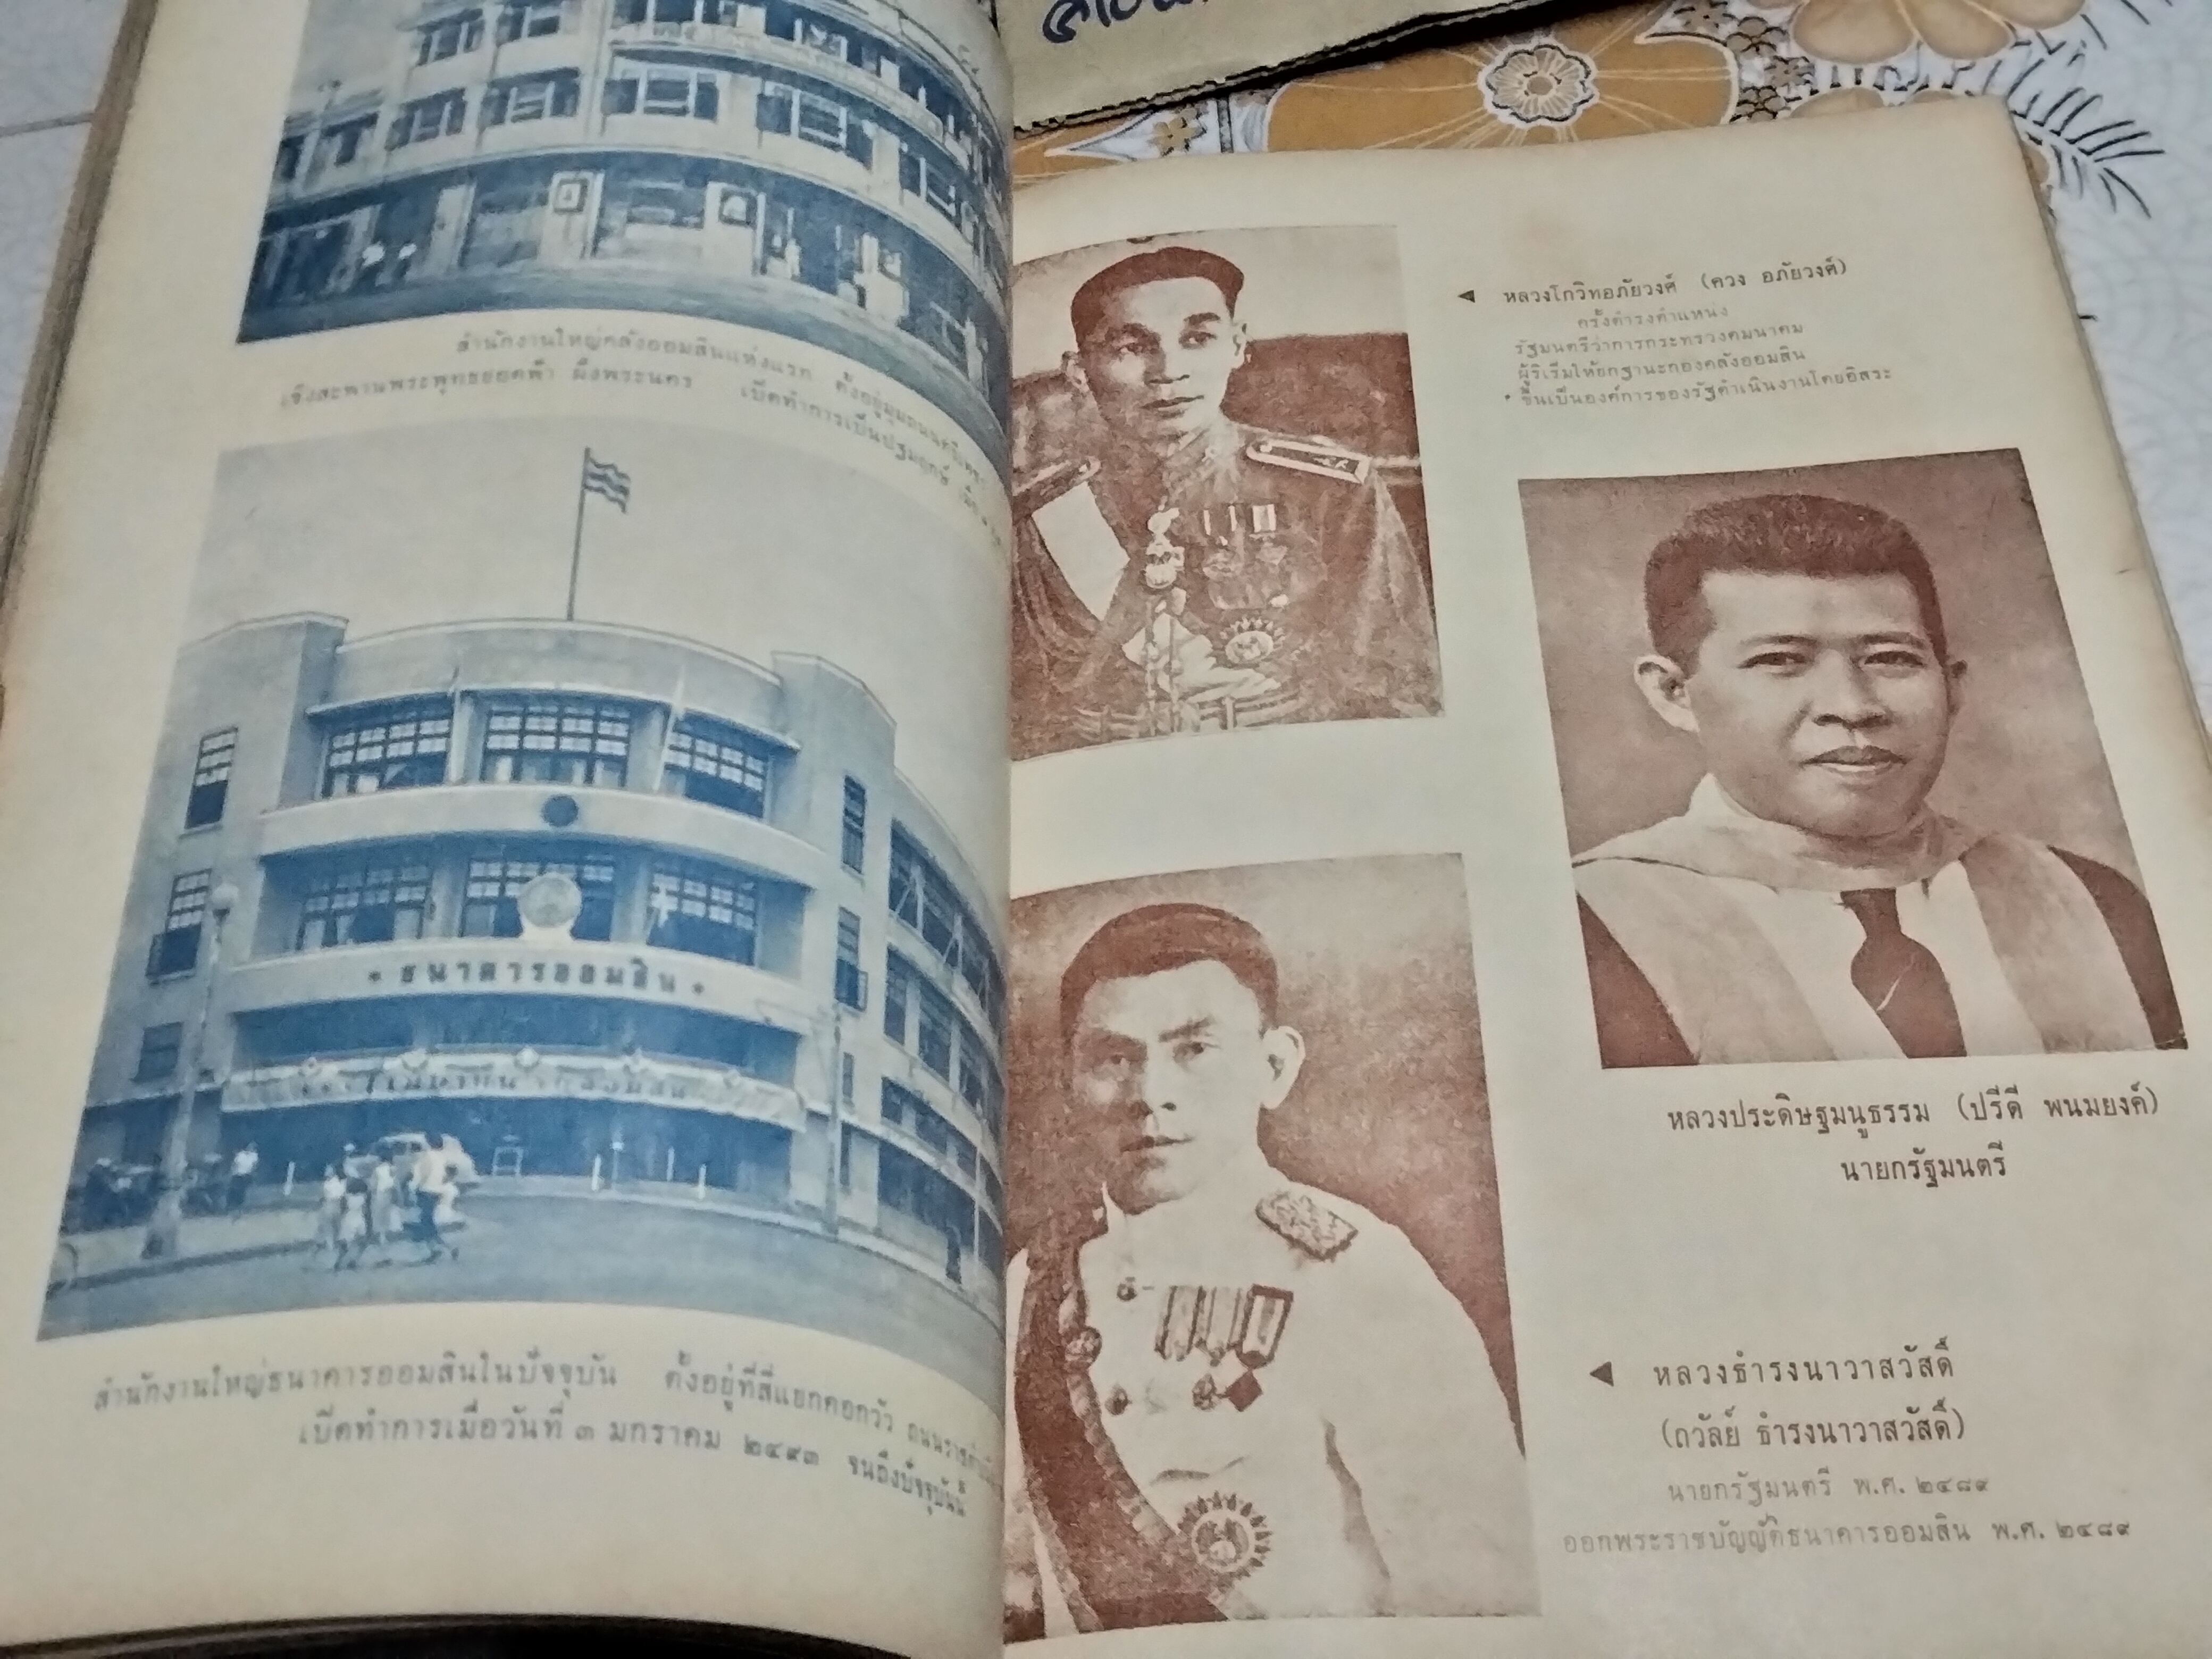 สำนักงานใหญ่คลังออมสินแห่งแรก ตั้งอยู่มุมถนนตรีเพชร
เชิงสะพานพระพุทธยอดฟ้า ฝั่งพระนคร เปิดทำการเป็นปฐมฤกษ์ เมื่อ
• ธนาคารออมสิน •
สำนักงานใหญ่ธนาคารออมสินในปัจจุบัน ตั้งอยู่ที่สี่แยกคอกวัว
เปิดทำการเมื่อวันที่ ๓ มกราคม ๒๔๙๓ จนถึงปัจจุบันนี้
◀ หลวงโกวิทอภัยวงศ์ (ควง อภัยวงศ์)
ครั้งดำรงตำแหน่ง
รัฐมนตรีว่าการกระทรวงคมนาคม
ผู้ริเริ่มให้ยกฐานะกองคลังออมสิน
ขึ้นเป็นองค์การของรัฐดำเนินงานโดยอิสระ
หลวงประดิษฐมนูธรรม (ปรีดี พนมยงค์)
นายกรัฐมนตรี
◀ หลวงธำรงนาวาสวัสดิ์
(ถวัลย์ ธำรงนาวาสวัสดิ์)
นายกรัฐมนตรี พ.ศ. ๒๔๘๙
ออกพระราชบัญญัติธนาคารออมสิน พ.ศ. ๒๔๘๙